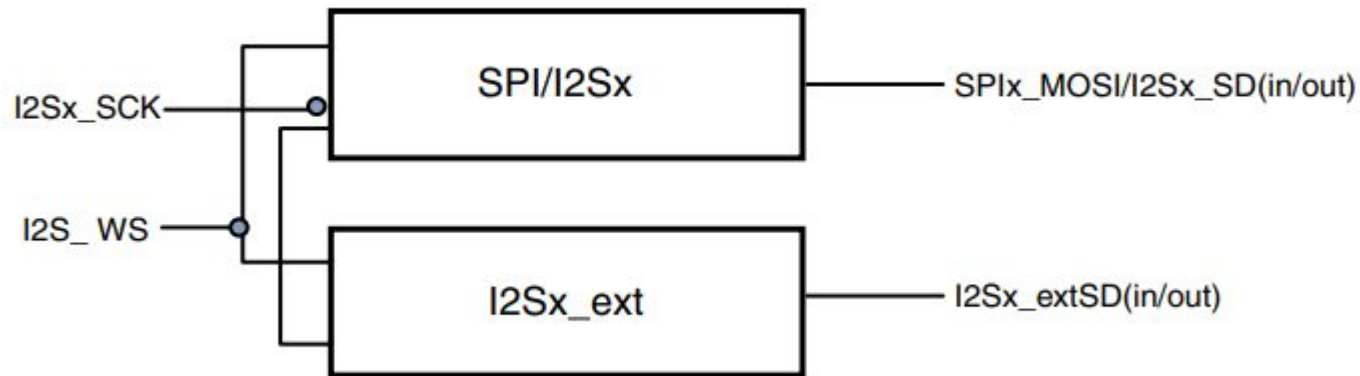 SPI/I2Sx
I2Sx_SCK
SPIx_MOSI/I2Sx_SD(in/out)
I2S_ WS
I2Sx_ext
I2Sx_extSD(in/out)